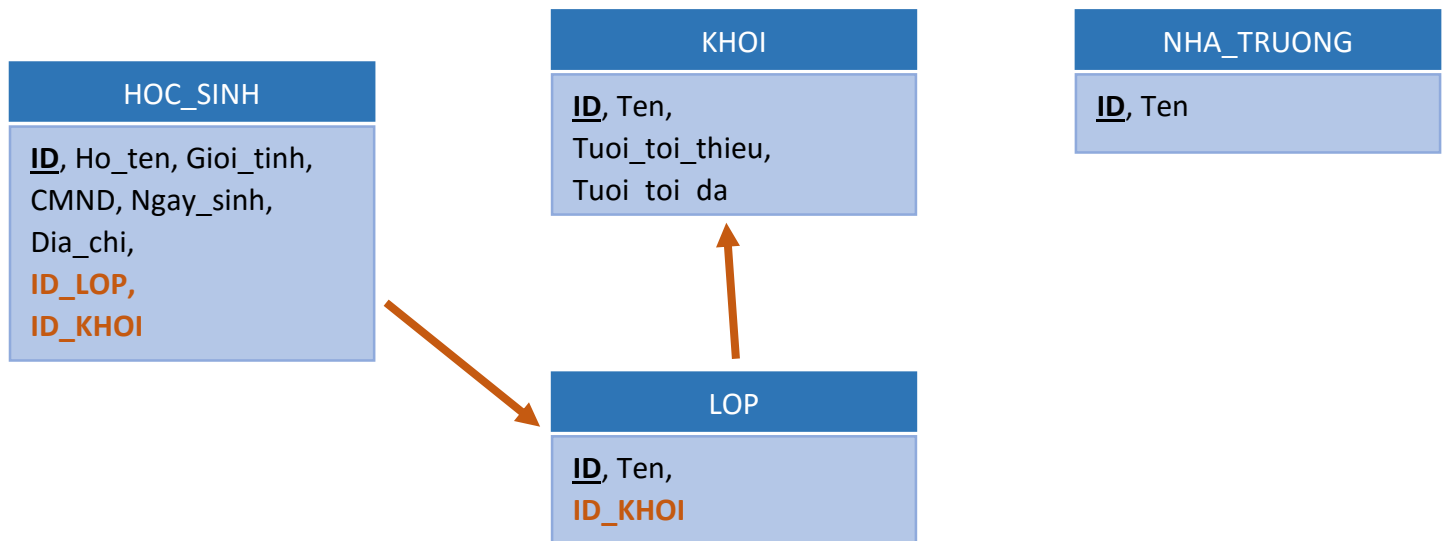 HOC_SINH
ID, Ho_ten, Gioi_tinh,
CMND, Ngay_sinh,
Dia_chi,
ID_LOP,
ID_KHOI
KHOI
ID, Ten,
Tuoi_toi_thieu,
Tuoi_toi_da
NHA_TRUONG
ID, Ten
LOP
ID, Ten,
ID_KHOI